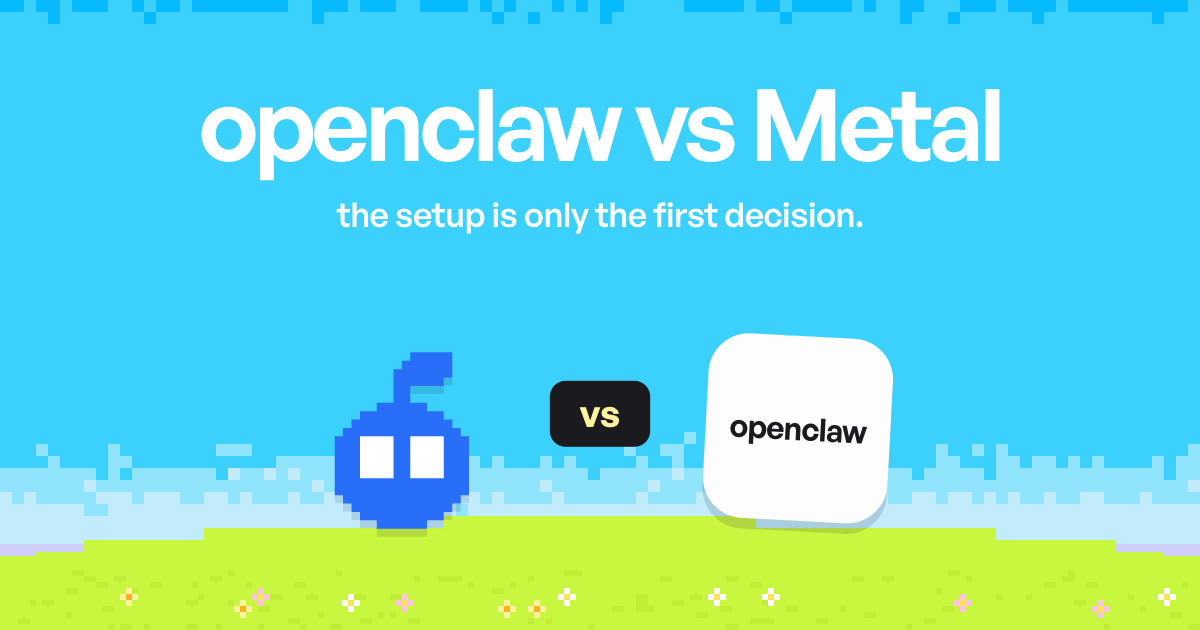 openclaw vs Metal
the setup is only the first decision.
vs
openclaw